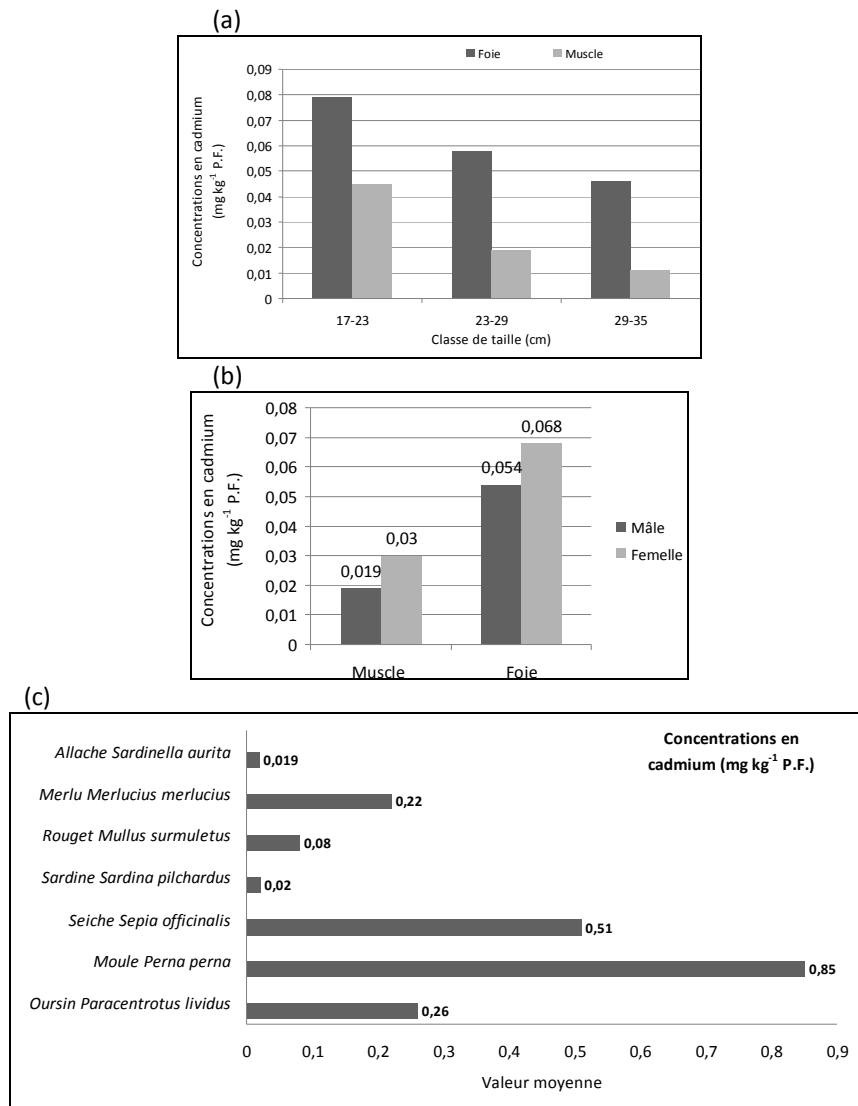 (a)
Foie Muscle
Concentrations en cadmium
(mg kg⁻¹ P.F.)
0,09
0,08
0,07
0,06
0,05
0,04
0,03
0,02
0,01
0
17-23 23-29 29-35
Classe de taille (cm)
(b)
Concentrations en cadmium
(mg kg⁻¹ P.F.)
0,08
0,07
0,06
0,05
0,04
0,03
0,02
0,01
0
0,019
0,03
0,054
0,068
Mâle
Femelle
Muscle Foie
(c)
Concentrations en
cadmium (mg kg⁻¹ P.F.)
Allache Sardinella aurita 0,019
Merlu Merlucius merlucius 0,22
Rouget Mullus surmuletus 0,08
Sardine Sardina pilchardus 0,02
Seiche Sepia officinalis 0,51
Moule Perna perna 0,85
Oursin Paracentrotus lividus 0,26
0 0,1 0,2 0,3 0,4 0,5 0,6 0,7 0,8 0,9
Valeur moyenne